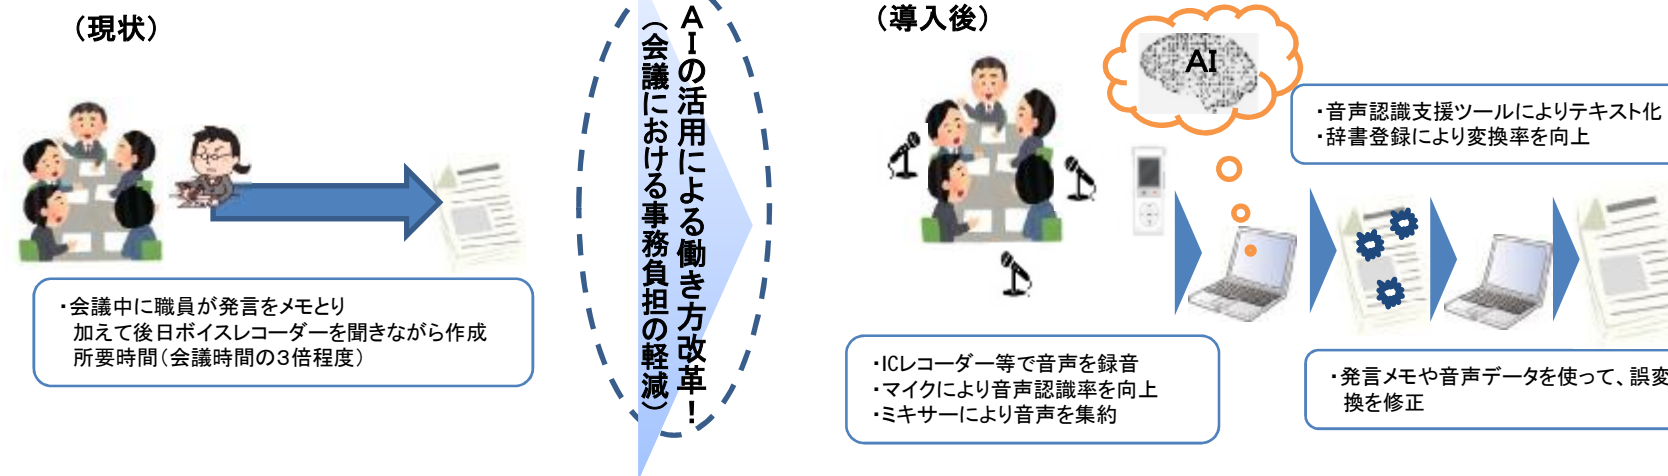 （現状）
・会議中に職員が発言をメモとり
加えて後日ボイスレコーダーを聞きながら作成
所要時間（会議時間の３倍程度）
ＡＩの活用による働き方改革！
（会議における事務負担の軽減）
（導入後）
AI
・音声認識支援ツールによりテキスト化
・辞書登録により変換率を向上
・ICレコーダー等で音声を録音
・マイクにより音声認識率を向上
・ミキサーにより音声を集約
・発言メモや音声データを使って、誤変
換を修正